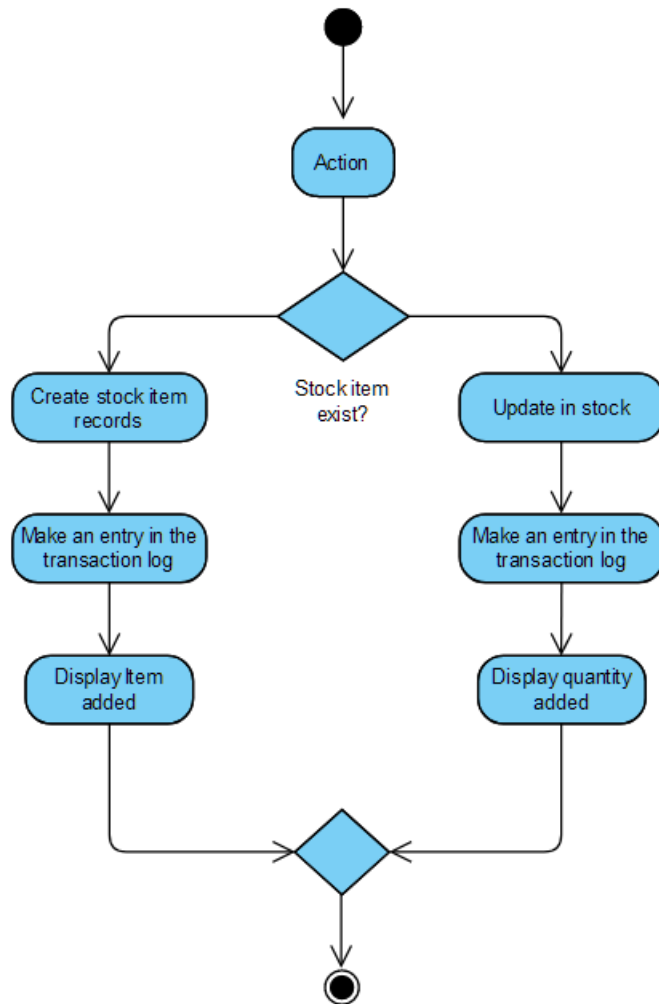 Action
Stock item
exist?
Create stock item
records
Update in stock
Make an entry in the
transaction log
Make an entry in the
transaction log
Display Item
added
Display quantity
added